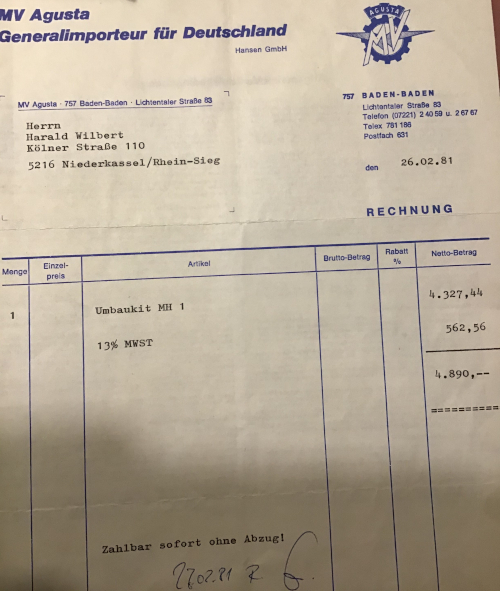 MV Agusta
Generalimporteur für Deutschland
Hansen GmbH
AGUSTA
MV
MV Agusta · 757 Baden-Baden · Lichtentaler Straße 83
757 BADEN-BADEN
Lichtentaler Straße 83
Telefon (07221) 2 40 59 u. 2 67 67
Telex 781 186
Postfach 631
Herrn
Harald Wilbert
Kölner Straße 110
5216 Niederkassel/Rhein-Sieg
den 26.02.81
RECHNUNG
Menge Einzel-preis Artikel Brutto-Betrag Rabatt % Netto-Betrag
1 Umbaukit MH 1 4.327,44
13% MWST 562,56
4.890,--
==========
Zahlbar sofort ohne Abzug!
27.02.81